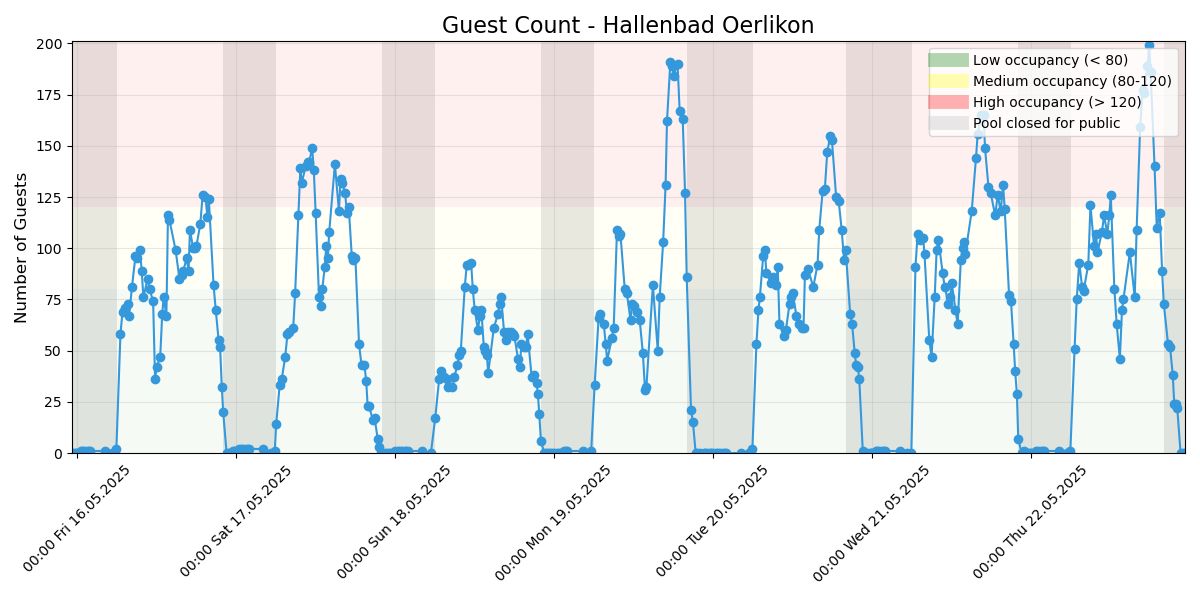 Guest Count - Hallenbad Oerlikon
Number of Guests
200
175
150
125
100
75
50
25
0
Low occupancy (< 80)
Medium occupancy (80-120)
High occupancy (> 120)
Pool closed for public
00:00 Fri 16.05.2025
00:00 Sat 17.05.2025
00:00 Sun 18.05.2025
00:00 Mon 19.05.2025
00:00 Tue 20.05.2025
00:00 Wed 21.05.2025
00:00 Thu 22.05.2025